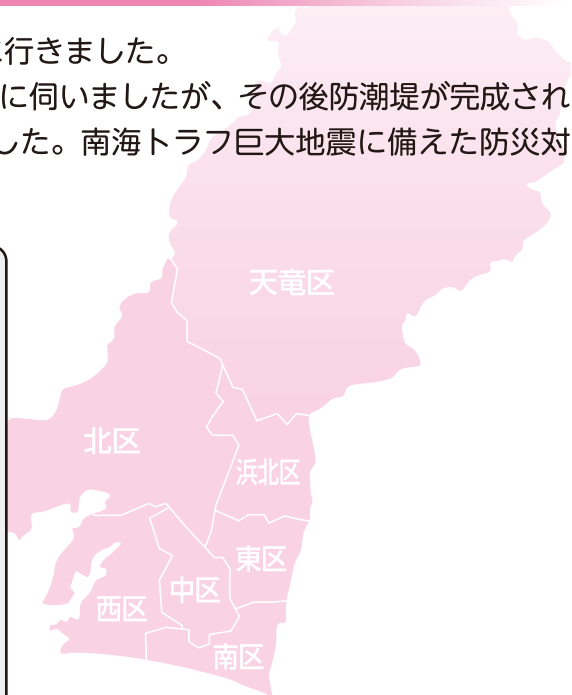 行きました。
に伺いましたが、その後防潮堤が完成され
した。南海トラフ巨大地震に備えた防災対
天竜区
北区
浜北区
東区
中区
西区
南区